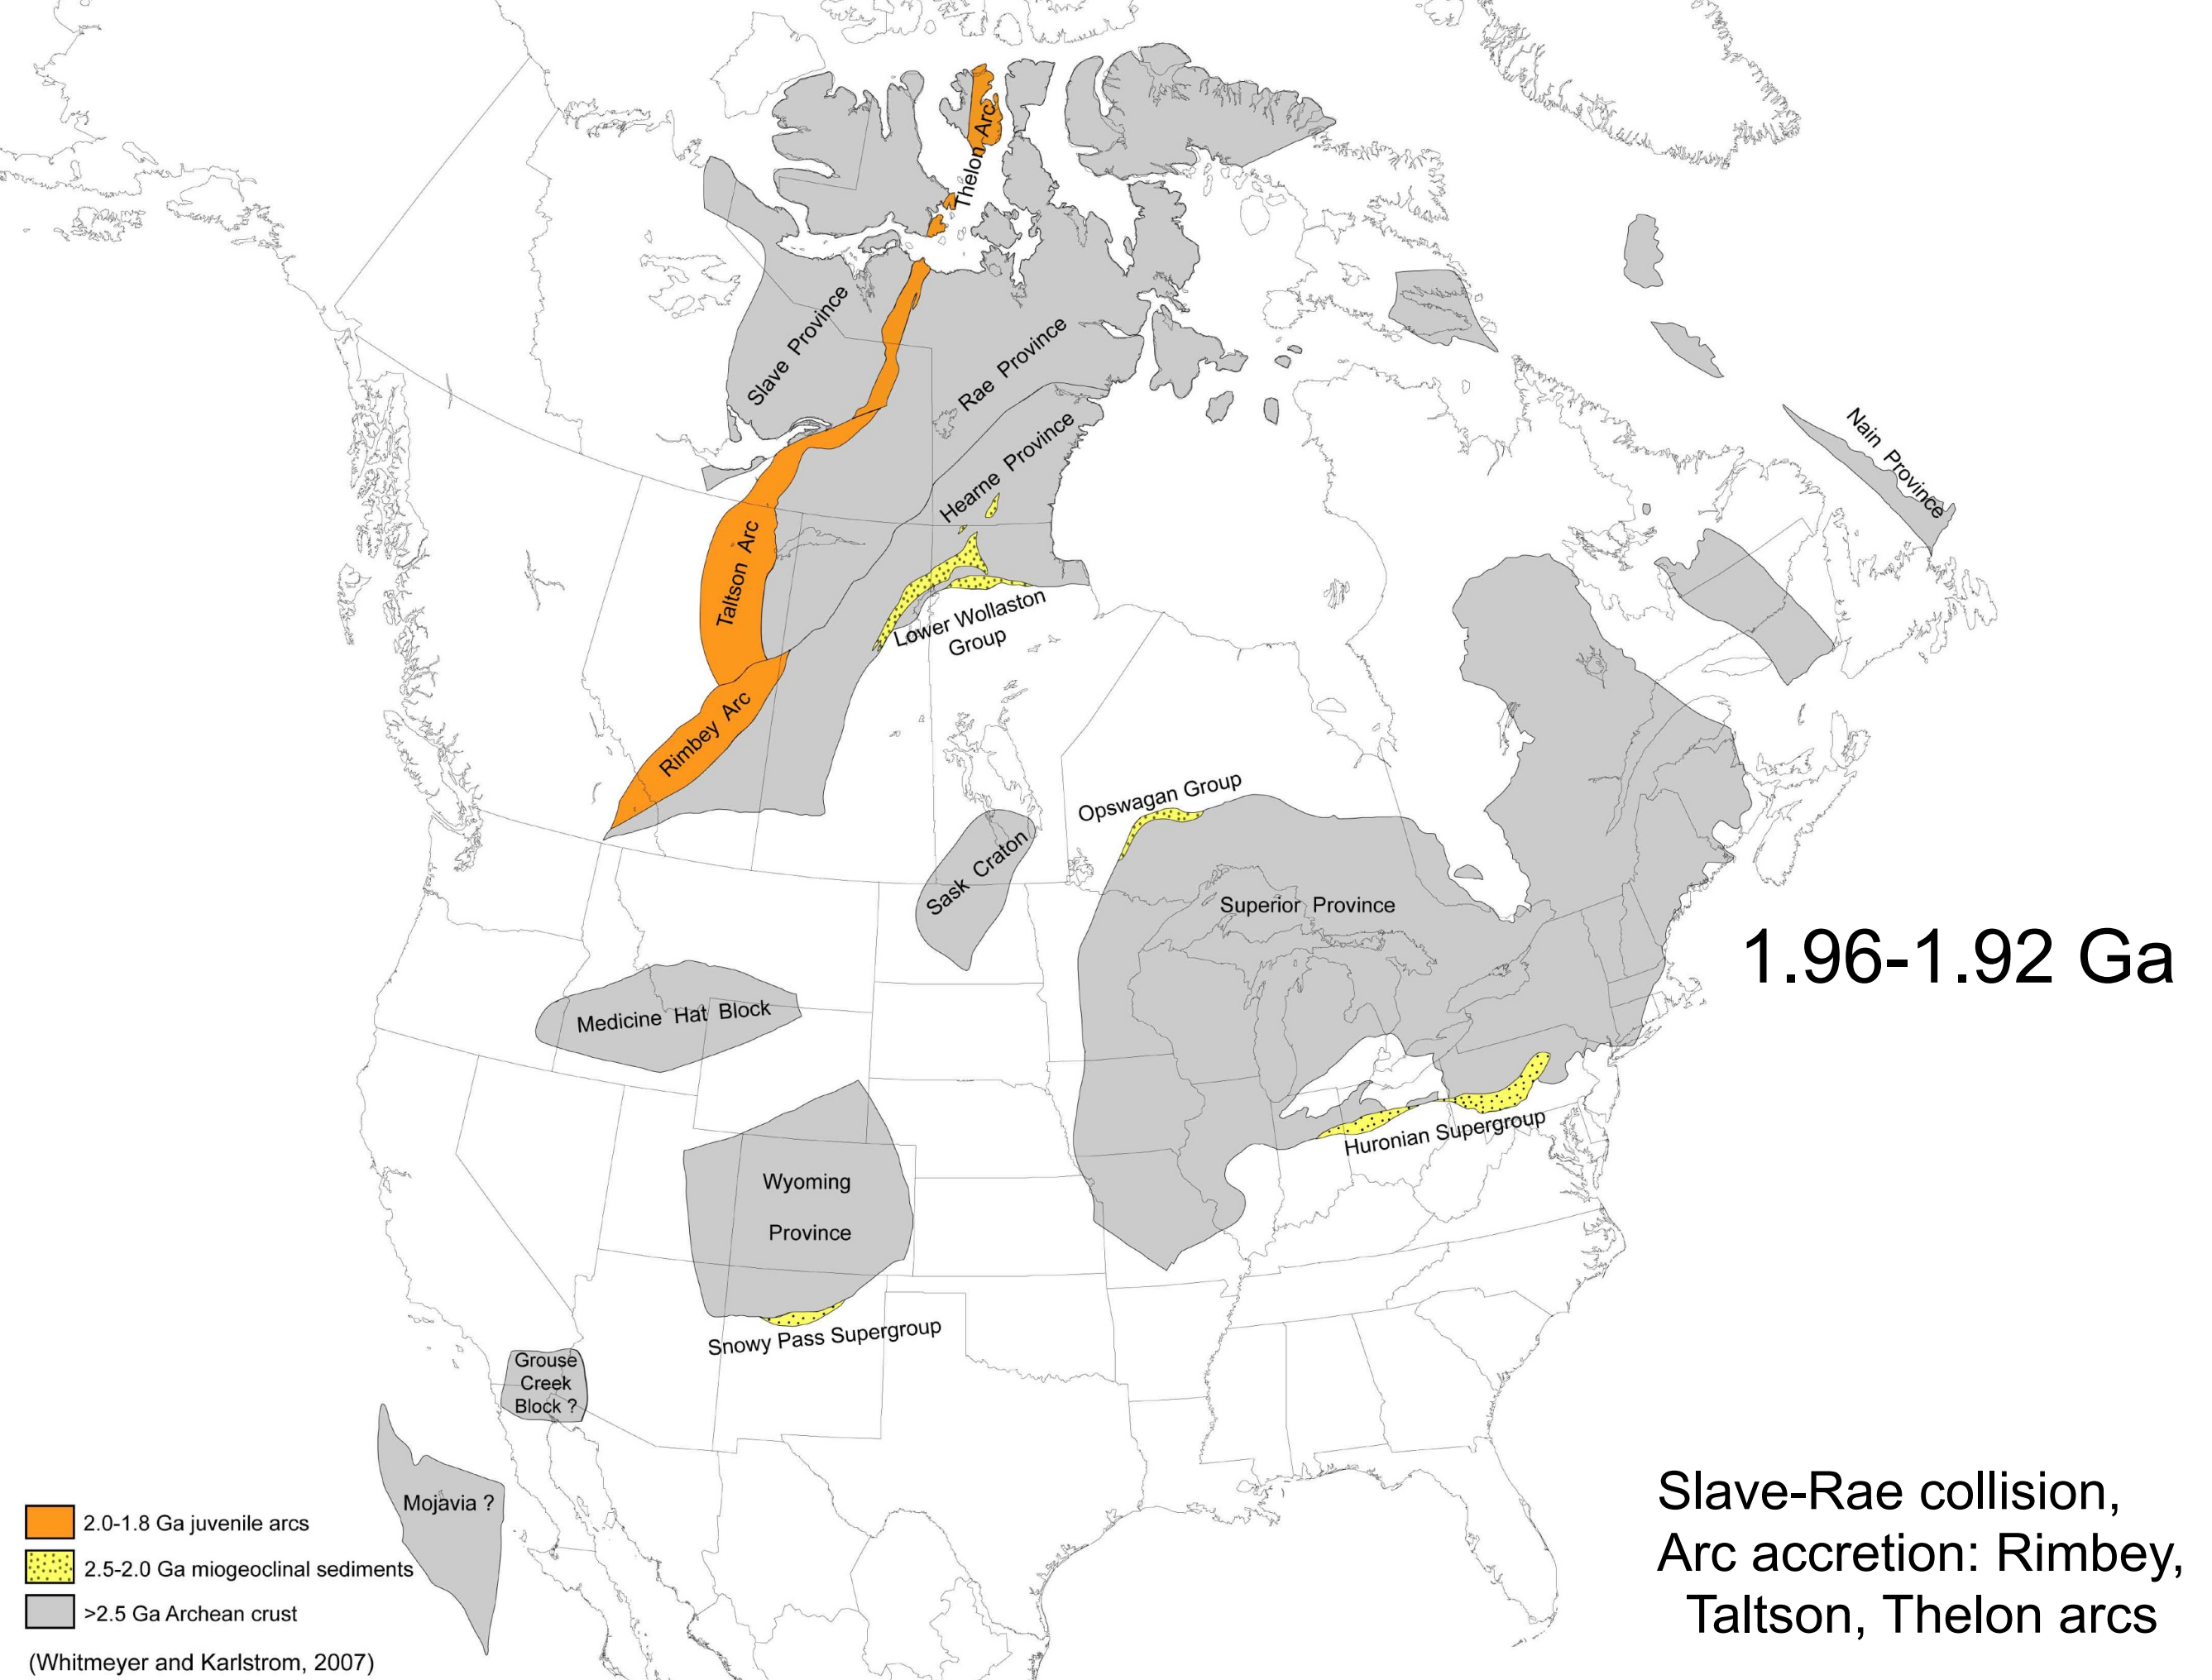 Thelon Arc
Slave Province
Rae Province
Hearne Province
Nain Province
Taltson Arc
Lower Wollaston
Group
Rimbey Arc
Opswagan Group
Sask Craton
Superior Province
1.96-1.92 Ga
Medicine Hat Block
Huronian Supergroup
Wyoming
Province
Snowy Pass Supergroup
Grouse
Creek
Block ?
Mojavia ?
2.0-1.8 Ga juvenile arcs
2.5-2.0 Ga miogeoclinal sediments
>2.5 Ga Archean crust
(Whitmeyer and Karlstrom, 2007)
Slave-Rae collision,
Arc accretion: Rimbey,
Taltson, Thelon arcs